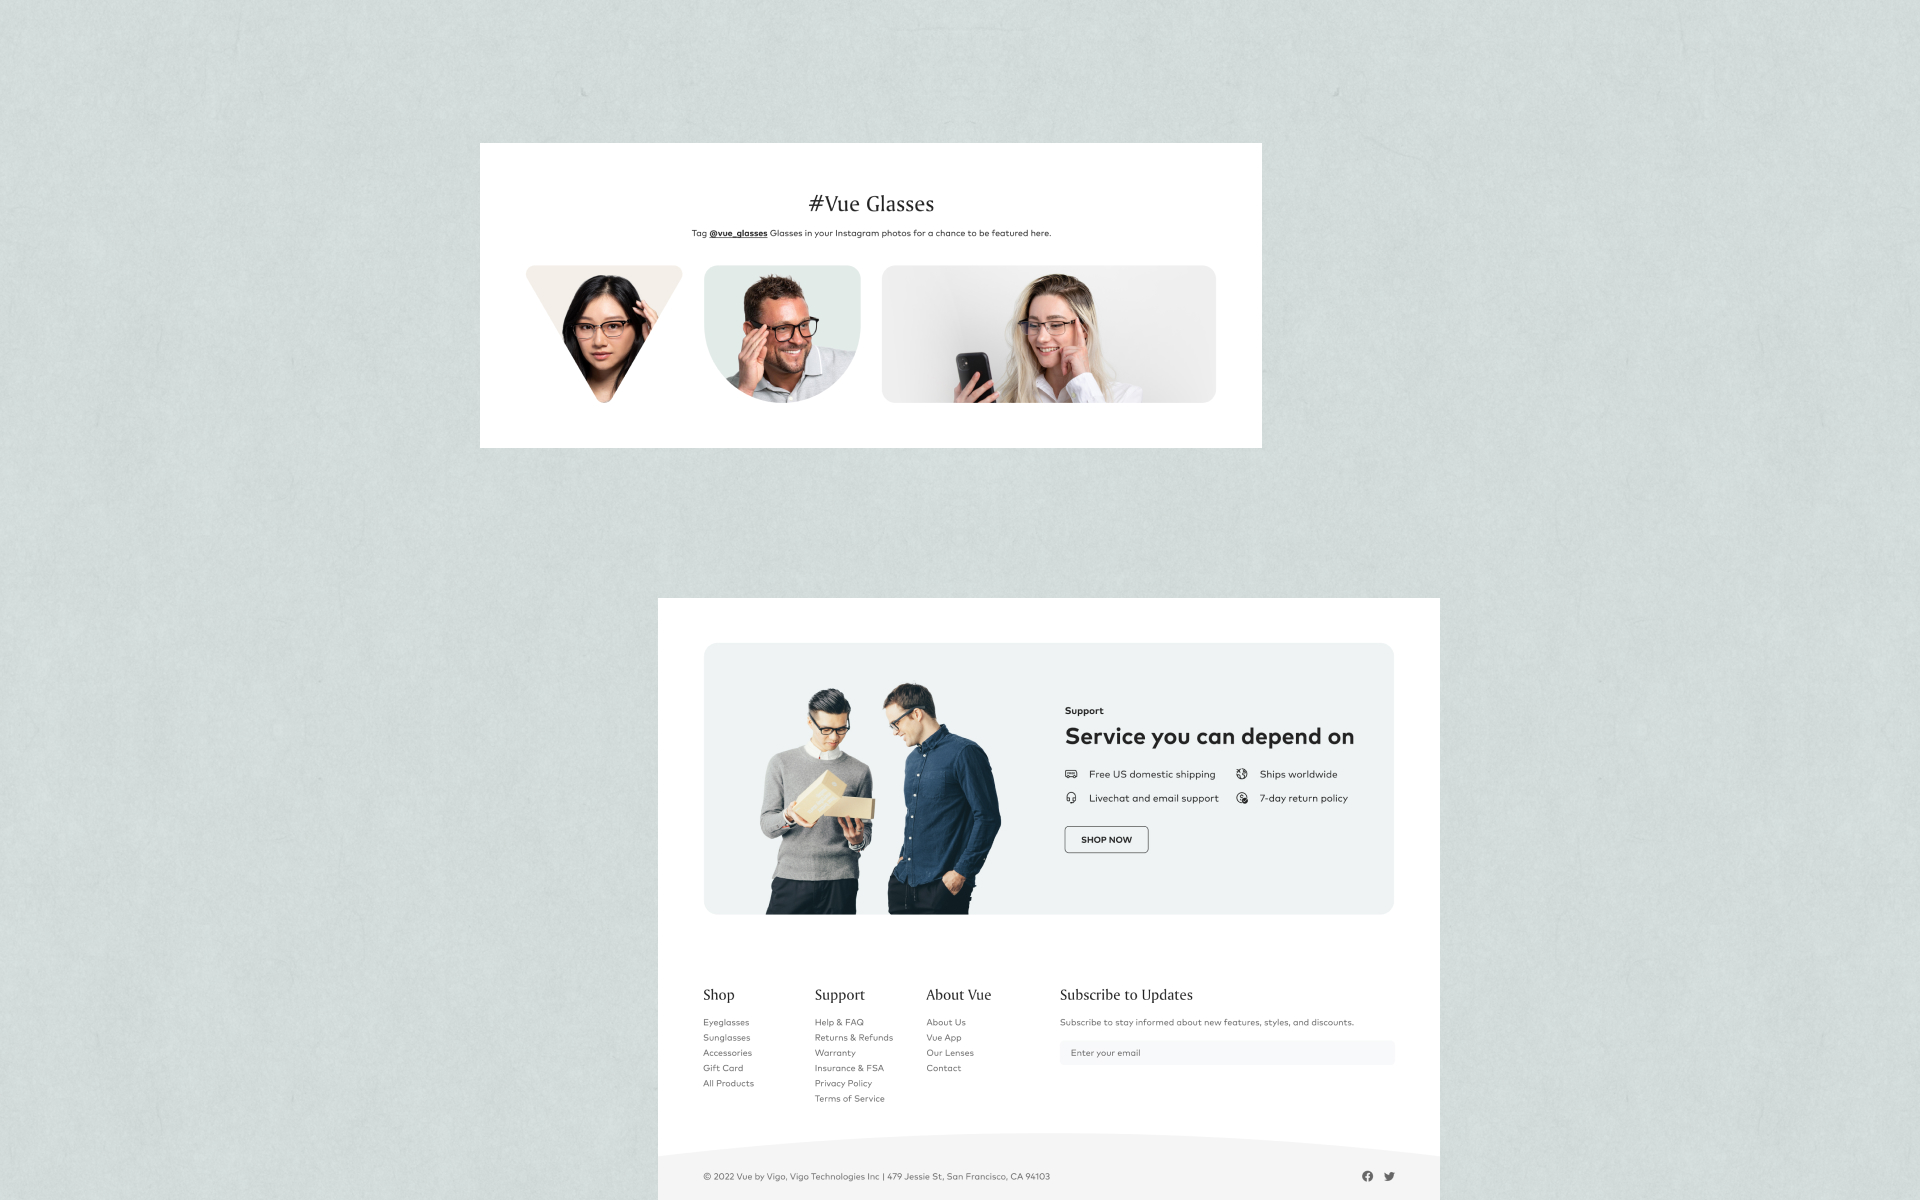 #Vue Glasses
Tag @vue_glasses Glasses in your Instagram photos for a chance to be featured here.
Support
Service you can depend on
Free US domestic shipping
Ships worldwide
Livechat and email support
7-day return policy
SHOP NOW
Shop
Eyeglasses
Sunglasses
Accessories
Gift Card
All Products
Support
Help & FAQ
Returns & Refunds
Warranty
Insurance & FSA
Privacy Policy
Terms of Service
About Vue
About Us
Vue App
Our Lenses
Contact
Subscribe to Updates
Subscribe to stay informed about new features, styles, and discounts.
Enter your email
© 2022 Vue by Vigo, Vigo Technologies Inc | 479 Jessie St, San Francisco, CA 94103